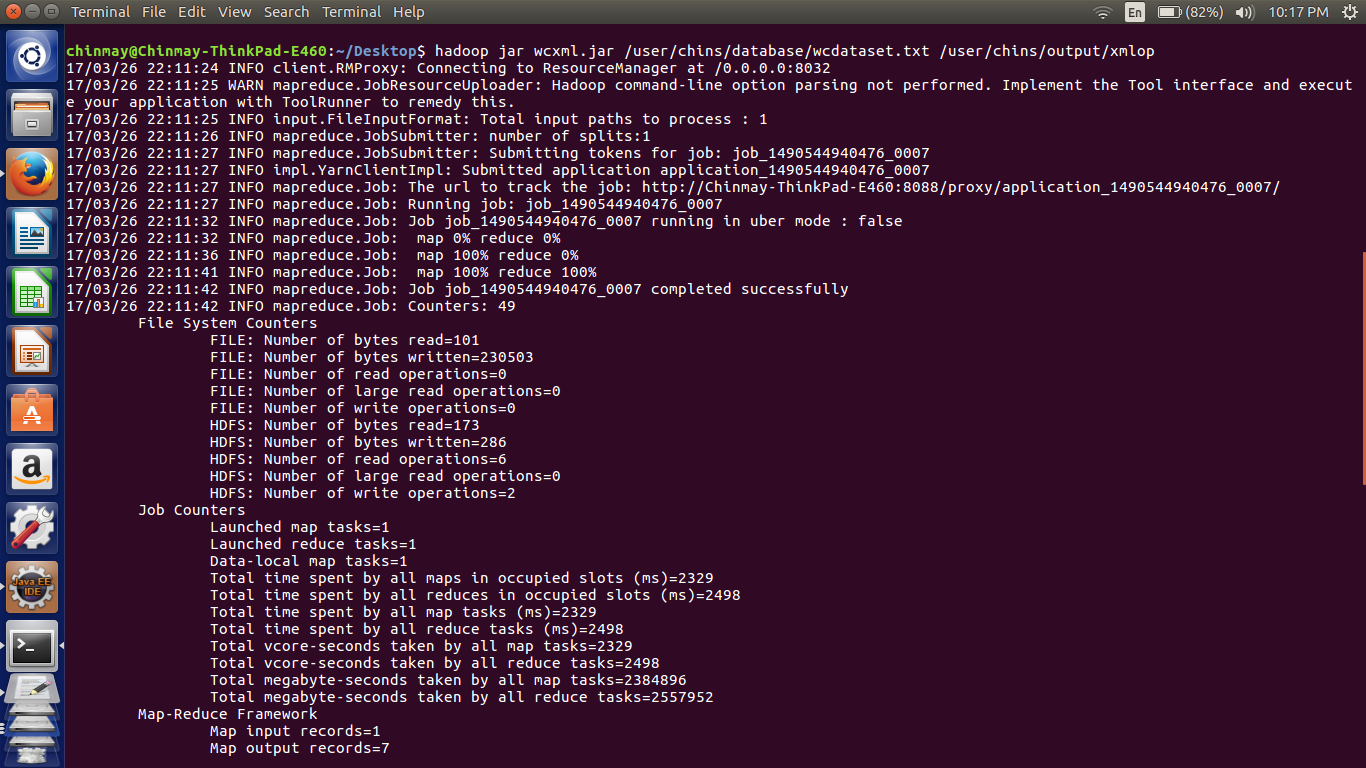 Terminal File Edit View Search Terminal Help En (82%) 10:17 PM
chinmay@Chinmay-ThinkPad-E460:~/Desktop$ hadoop jar wcxml.jar /user/chins/database/wcdataset.txt /user/chins/output/xmlop
17/03/26 22:11:24 INFO client.RMProxy: Connecting to ResourceManager at /0.0.0.0:8032
17/03/26 22:11:25 WARN mapreduce.JobResourceUploader: Hadoop command-line option parsing not performed. Implement the Tool interface and execut
e your application with ToolRunner to remedy this.
17/03/26 22:11:25 INFO input.FileInputFormat: Total input paths to process : 1
17/03/26 22:11:26 INFO mapreduce.JobSubmitter: number of splits:1
17/03/26 22:11:27 INFO mapreduce.JobSubmitter: Submitting tokens for job: job_1490544940476_0007
17/03/26 22:11:27 INFO impl.YarnClientImpl: Submitted application application_1490544940476_0007
17/03/26 22:11:27 INFO mapreduce.Job: The url to track the job: http://Chinmay-ThinkPad-E460:8088/proxy/application_1490544940476_0007/
17/03/26 22:11:27 INFO mapreduce.Job: Running job: job_1490544940476_0007
17/03/26 22:11:32 INFO mapreduce.Job: Job job_1490544940476_0007 running in uber mode : false
17/03/26 22:11:32 INFO mapreduce.Job:  map 0% reduce 0%
17/03/26 22:11:36 INFO mapreduce.Job:  map 100% reduce 0%
17/03/26 22:11:41 INFO mapreduce.Job:  map 100% reduce 100%
17/03/26 22:11:42 INFO mapreduce.Job: Job job_1490544940476_0007 completed successfully
17/03/26 22:11:42 INFO mapreduce.Job: Counters: 49
File System Counters
FILE: Number of bytes read=101
FILE: Number of bytes written=230503
FILE: Number of read operations=0
FILE: Number of large read operations=0
FILE: Number of write operations=0
HDFS: Number of bytes read=173
HDFS: Number of bytes written=286
HDFS: Number of read operations=6
HDFS: Number of large read operations=0
HDFS: Number of write operations=2
Job Counters
Launched map tasks=1
Launched reduce tasks=1
Data-local map tasks=1
Total time spent by all maps in occupied slots (ms)=2329
Total time spent by all reduces in occupied slots (ms)=2498
Total time spent by all map tasks (ms)=2329
Total time spent by all reduce tasks (ms)=2498
Total vcore-seconds taken by all map tasks=2329
Total vcore-seconds taken by all reduce tasks=2498
Total megabyte-seconds taken by all map tasks=2384896
Total megabyte-seconds taken by all reduce tasks=2557952
Map-Reduce Framework
Map input records=1
Map output records=7
Java EE
IDE